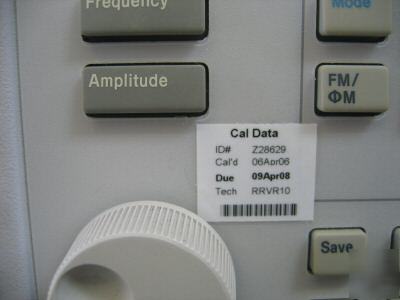 Frequency
Mode
Amplitude
FM/
ΦM
Cal Data
ID# Z28629
Cal'd 06Apr06
Due 09Apr08
Tech RRVR10
Save